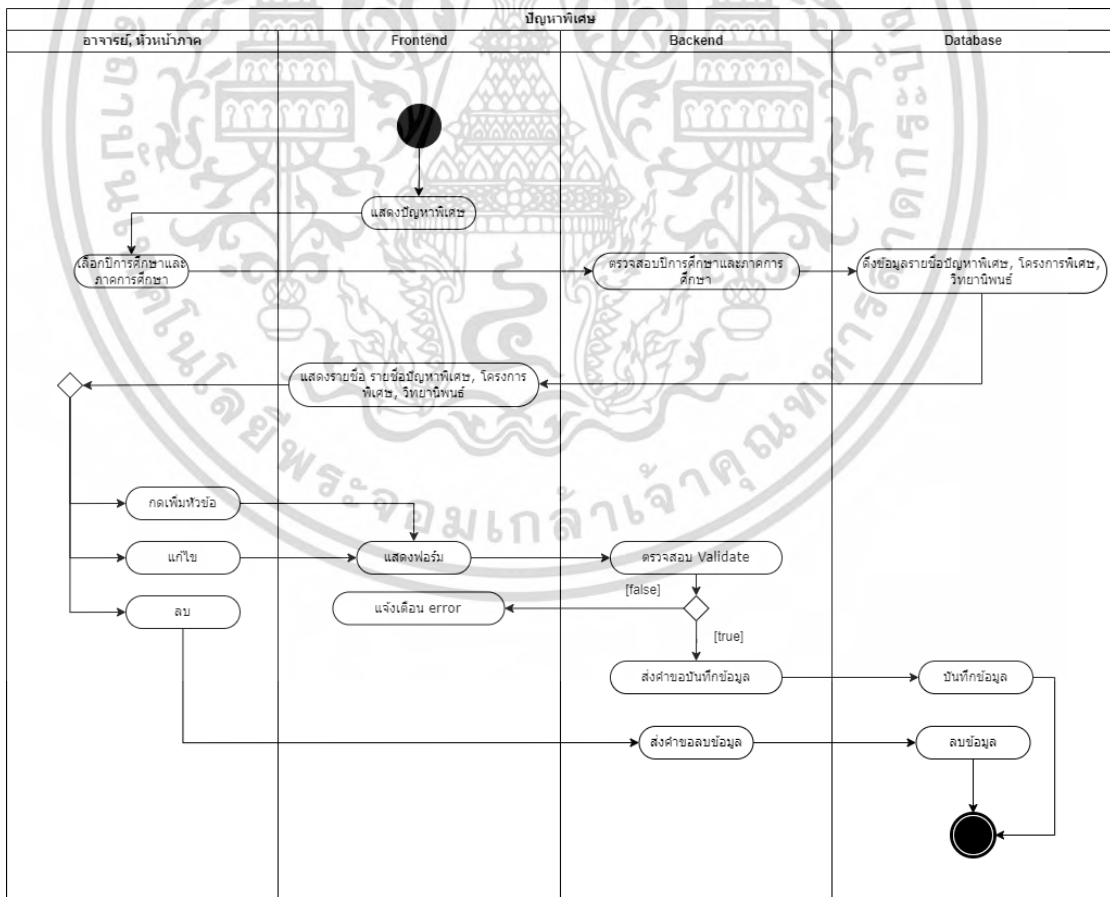 ปัญหาพิเศษ
อาจารย์, หัวหน้าภาค
Frontend
Backend
Database
แสดงปัญหาพิเศษ
เลือกปีการศึกษาและ
ภาคการศึกษา
ตรวจสอบปีการศึกษาและภาคการ
ศึกษา
ดึงข้อมูลรายชื่อปัญหาพิเศษ, โครงการพิเศษ,
วิทยานิพนธ์
แสดงรายชื่อ รายชื่อปัญหาพิเศษ, โครงการ
พิเศษ, วิทยานิพนธ์
กดเพิ่มหัวข้อ
แก้ไข
แสดงฟอร์ม
ตรวจสอบ Validate
[false]
ลบ
แจ้งเตือน error
[true]
ส่งคำขอบันทึกข้อมูล
บันทึกข้อมูล
ส่งคำขอลบข้อมูล
ลบข้อมูล